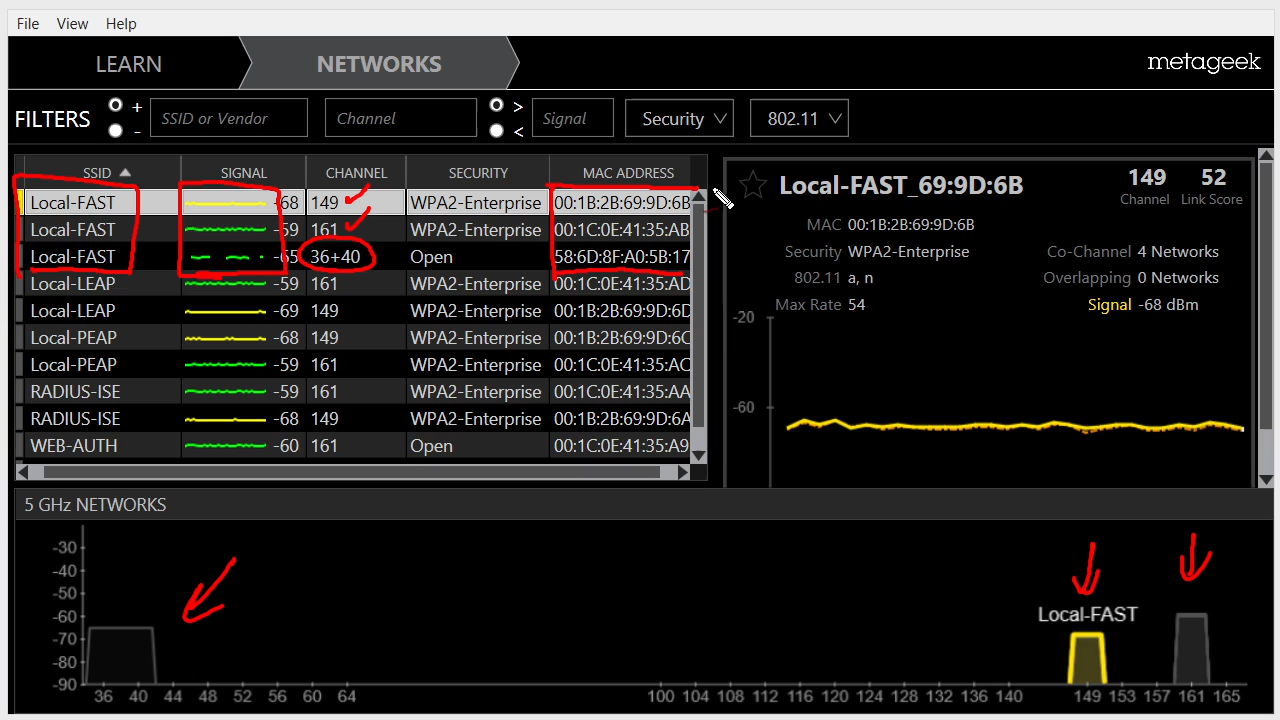 File View Help
LEARN NETWORKS metageek
FILTERS + - SSID or Vendor Channel > < Signal Security 802.11
SSID SIGNAL CHANNEL SECURITY MAC ADDRESS
Local-FAST -68 149 WPA2-Enterprise 00:1B:2B:69:9D:6B
Local-FAST -59 161 WPA2-Enterprise 00:1C:0E:41:35:AB
Local-FAST -65 36+40 Open 58:6D:8F:A0:5B:17
Local-LEAP -59 161 WPA2-Enterprise 00:1C:0E:41:35:AD
Local-LEAP -69 149 WPA2-Enterprise 00:1B:2B:69:9D:6D
Local-PEAP -68 149 WPA2-Enterprise 00:1B:2B:69:9D:6C
Local-PEAP -59 161 WPA2-Enterprise 00:1C:0E:41:35:AC
RADIUS-ISE -59 161 WPA2-Enterprise 00:1C:0E:41:35:AA
RADIUS-ISE -68 149 WPA2-Enterprise 00:1B:2B:69:9D:6A
WEB-AUTH -60 161 Open 00:1C:0E:41:35:A9
Local-FAST_69:9D:6B 149 52
Channel Link Score
MAC 00:1B:2B:69:9D:6B
Security WPA2-Enterprise Co-Channel 4 Networks
802.11 a, n Overlapping 0 Networks
Max Rate 54 Signal -68 dBm
-20
-60
5 GHz NETWORKS
-30
-40
-50
-60
-70
-80
-90
Local-FAST
36 40 44 48 52 56 60 64 100 104 108 112 116 120 124 128 132 136 140 149 153 157 161 165